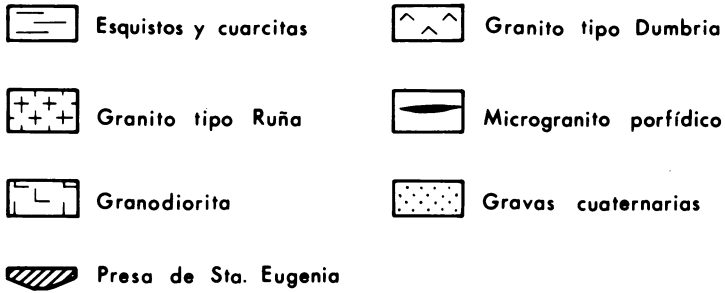 Esquistos y cuarcitas
Granito tipo Dumbria
Granito tipo Ruña
Microgranito porfídico
Granodiorita
Gravas cuaternarias
Presa de Sta. Eugenia